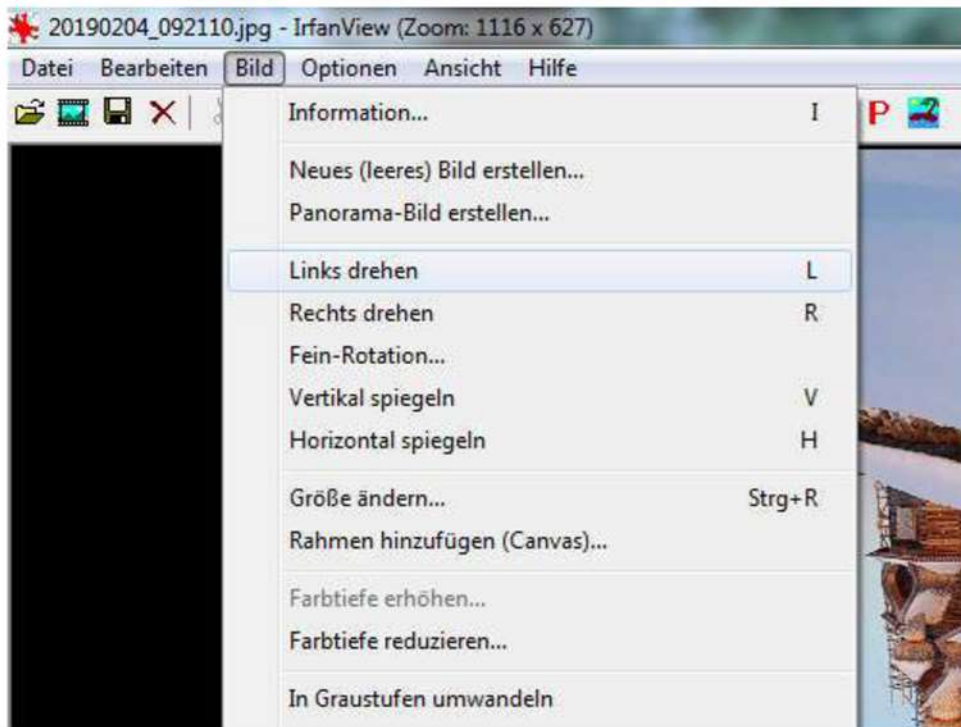 20190204_092110.jpg - IrfanView (Zoom: 1116 x 627)
Datei Bearbeiten Bild Optionen Ansicht Hilfe
P
Information... I
Neues (leeres) Bild erstellen...
Panorama-Bild erstellen...
Links drehen L
Rechts drehen R
Fein-Rotation...
Vertikal spiegeln V
Horizontal spiegeln H
Größe ändern... Strg+R
Rahmen hinzufügen (Canvas)...
Farbtiefe erhöhen...
Farbtiefe reduzieren...
In Graustufen umwandeln